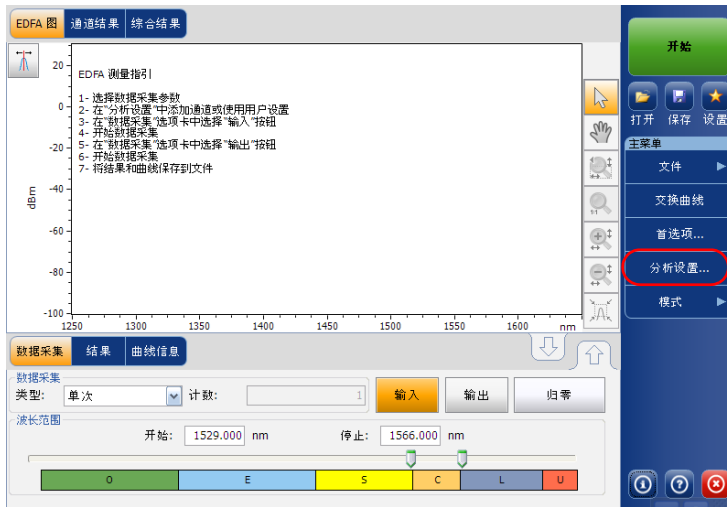 EDFA 图 通道结果 综合结果
EDFA 测量指引
1- 选择数据采集参数
2- 在“分析设置”中添加通道或使用用户设置
3- 在“数据采集”选项卡中选择“输入”按钮
4- 开始数据采集
5- 在“数据采集”选项卡中选择“输出”按钮
6- 开始数据采集
7- 将结果和曲线保存到文件
20
0
-20
-40
-60
-80
-100
dBm
1250 1300 1350 1400 1450 1500 1550 1600 nm
1:1
开始
打开 保存 设置
主菜单
文件
交换曲线
首选项...
分析设置...
模式
数据采集 结果 曲线信息
数据采集
类型: 单次 计数: 1 输入 输出 归零
波长范围
开始: 1529.000 nm 停止: 1566.000 nm
O E S C L U